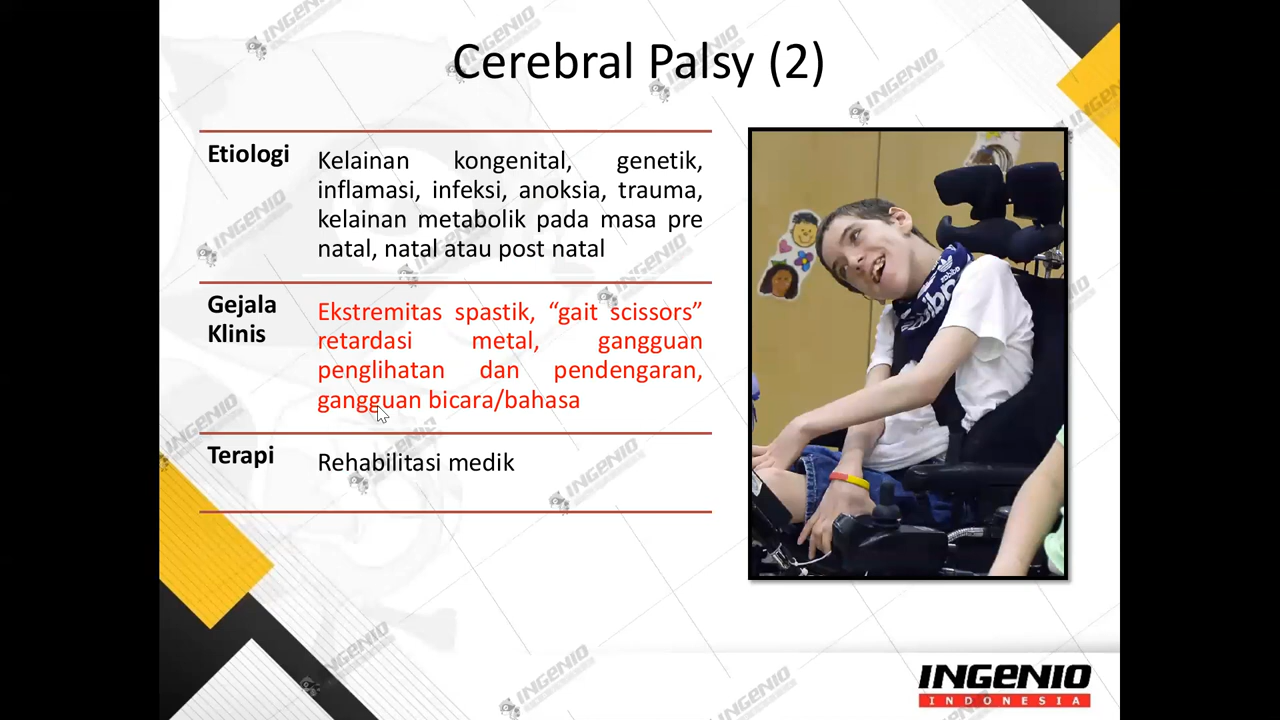 Cerebral Palsy (2)
Etiologi
Kelainan kongenital, genetik,
inflamasi, infeksi, anoksia, trauma,
kelainan metabolik pada masa pre
natal, natal atau post natal
Gejala
Klinis
Ekstremitas spastik, “gait scissors”
retardasi metal, gangguan
penglihatan dan pendengaran,
gangguan bicara/bahasa
Terapi
Rehabilitasi medik
INGENIO
INDONESIA